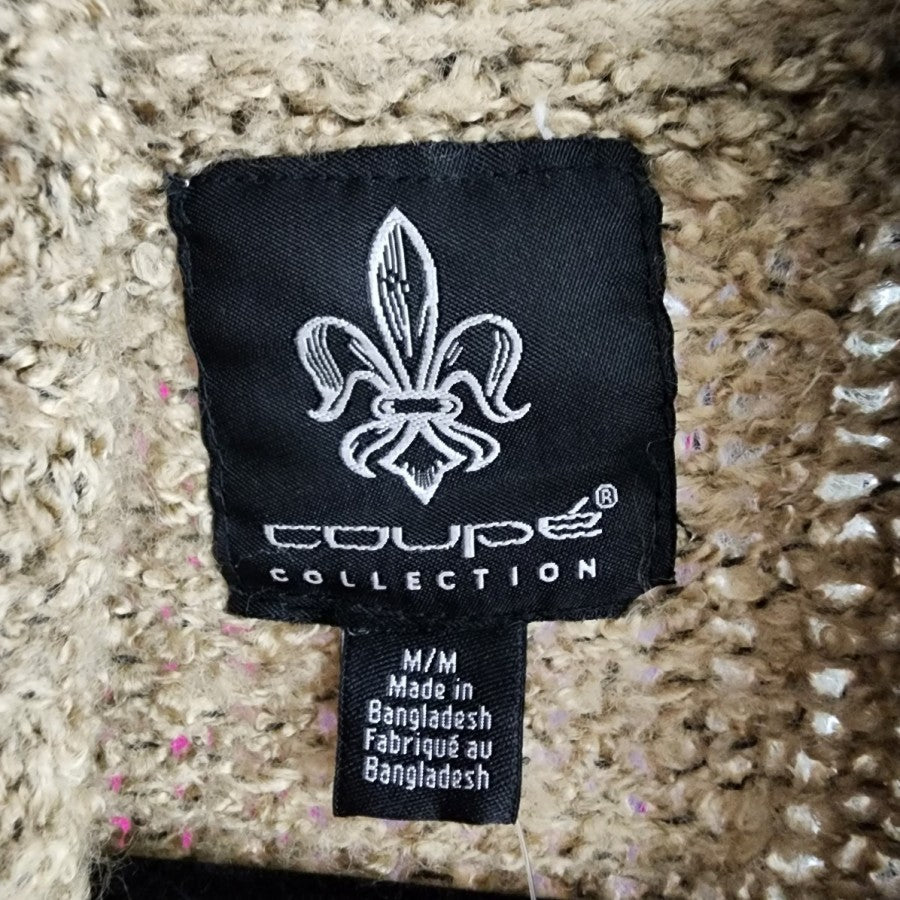 coupé®
COLLECTION
M/M
Made in
Bangladesh
Fabriqué au
Bangladesh